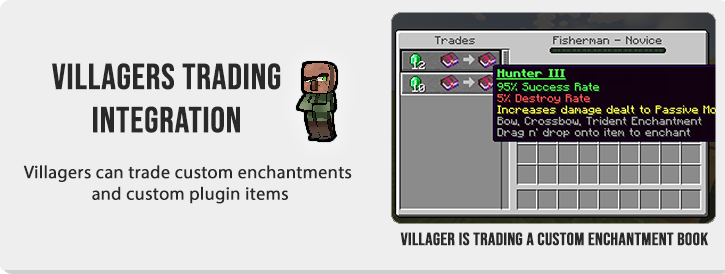 VILLAGERS TRADING
INTEGRATION
Villagers can trade custom enchantments
and custom plugin items
Trades
Fisherman - Novice
12
10
Hunter III
95% Success Rate
5% Destroy Rate
Increases damage dealt to Passive Mo
Bow, Crossbow, Trident Enchantment
Drag n' drop onto item to enchant
VILLAGER IS TRADING A CUSTOM ENCHANTMENT BOOK